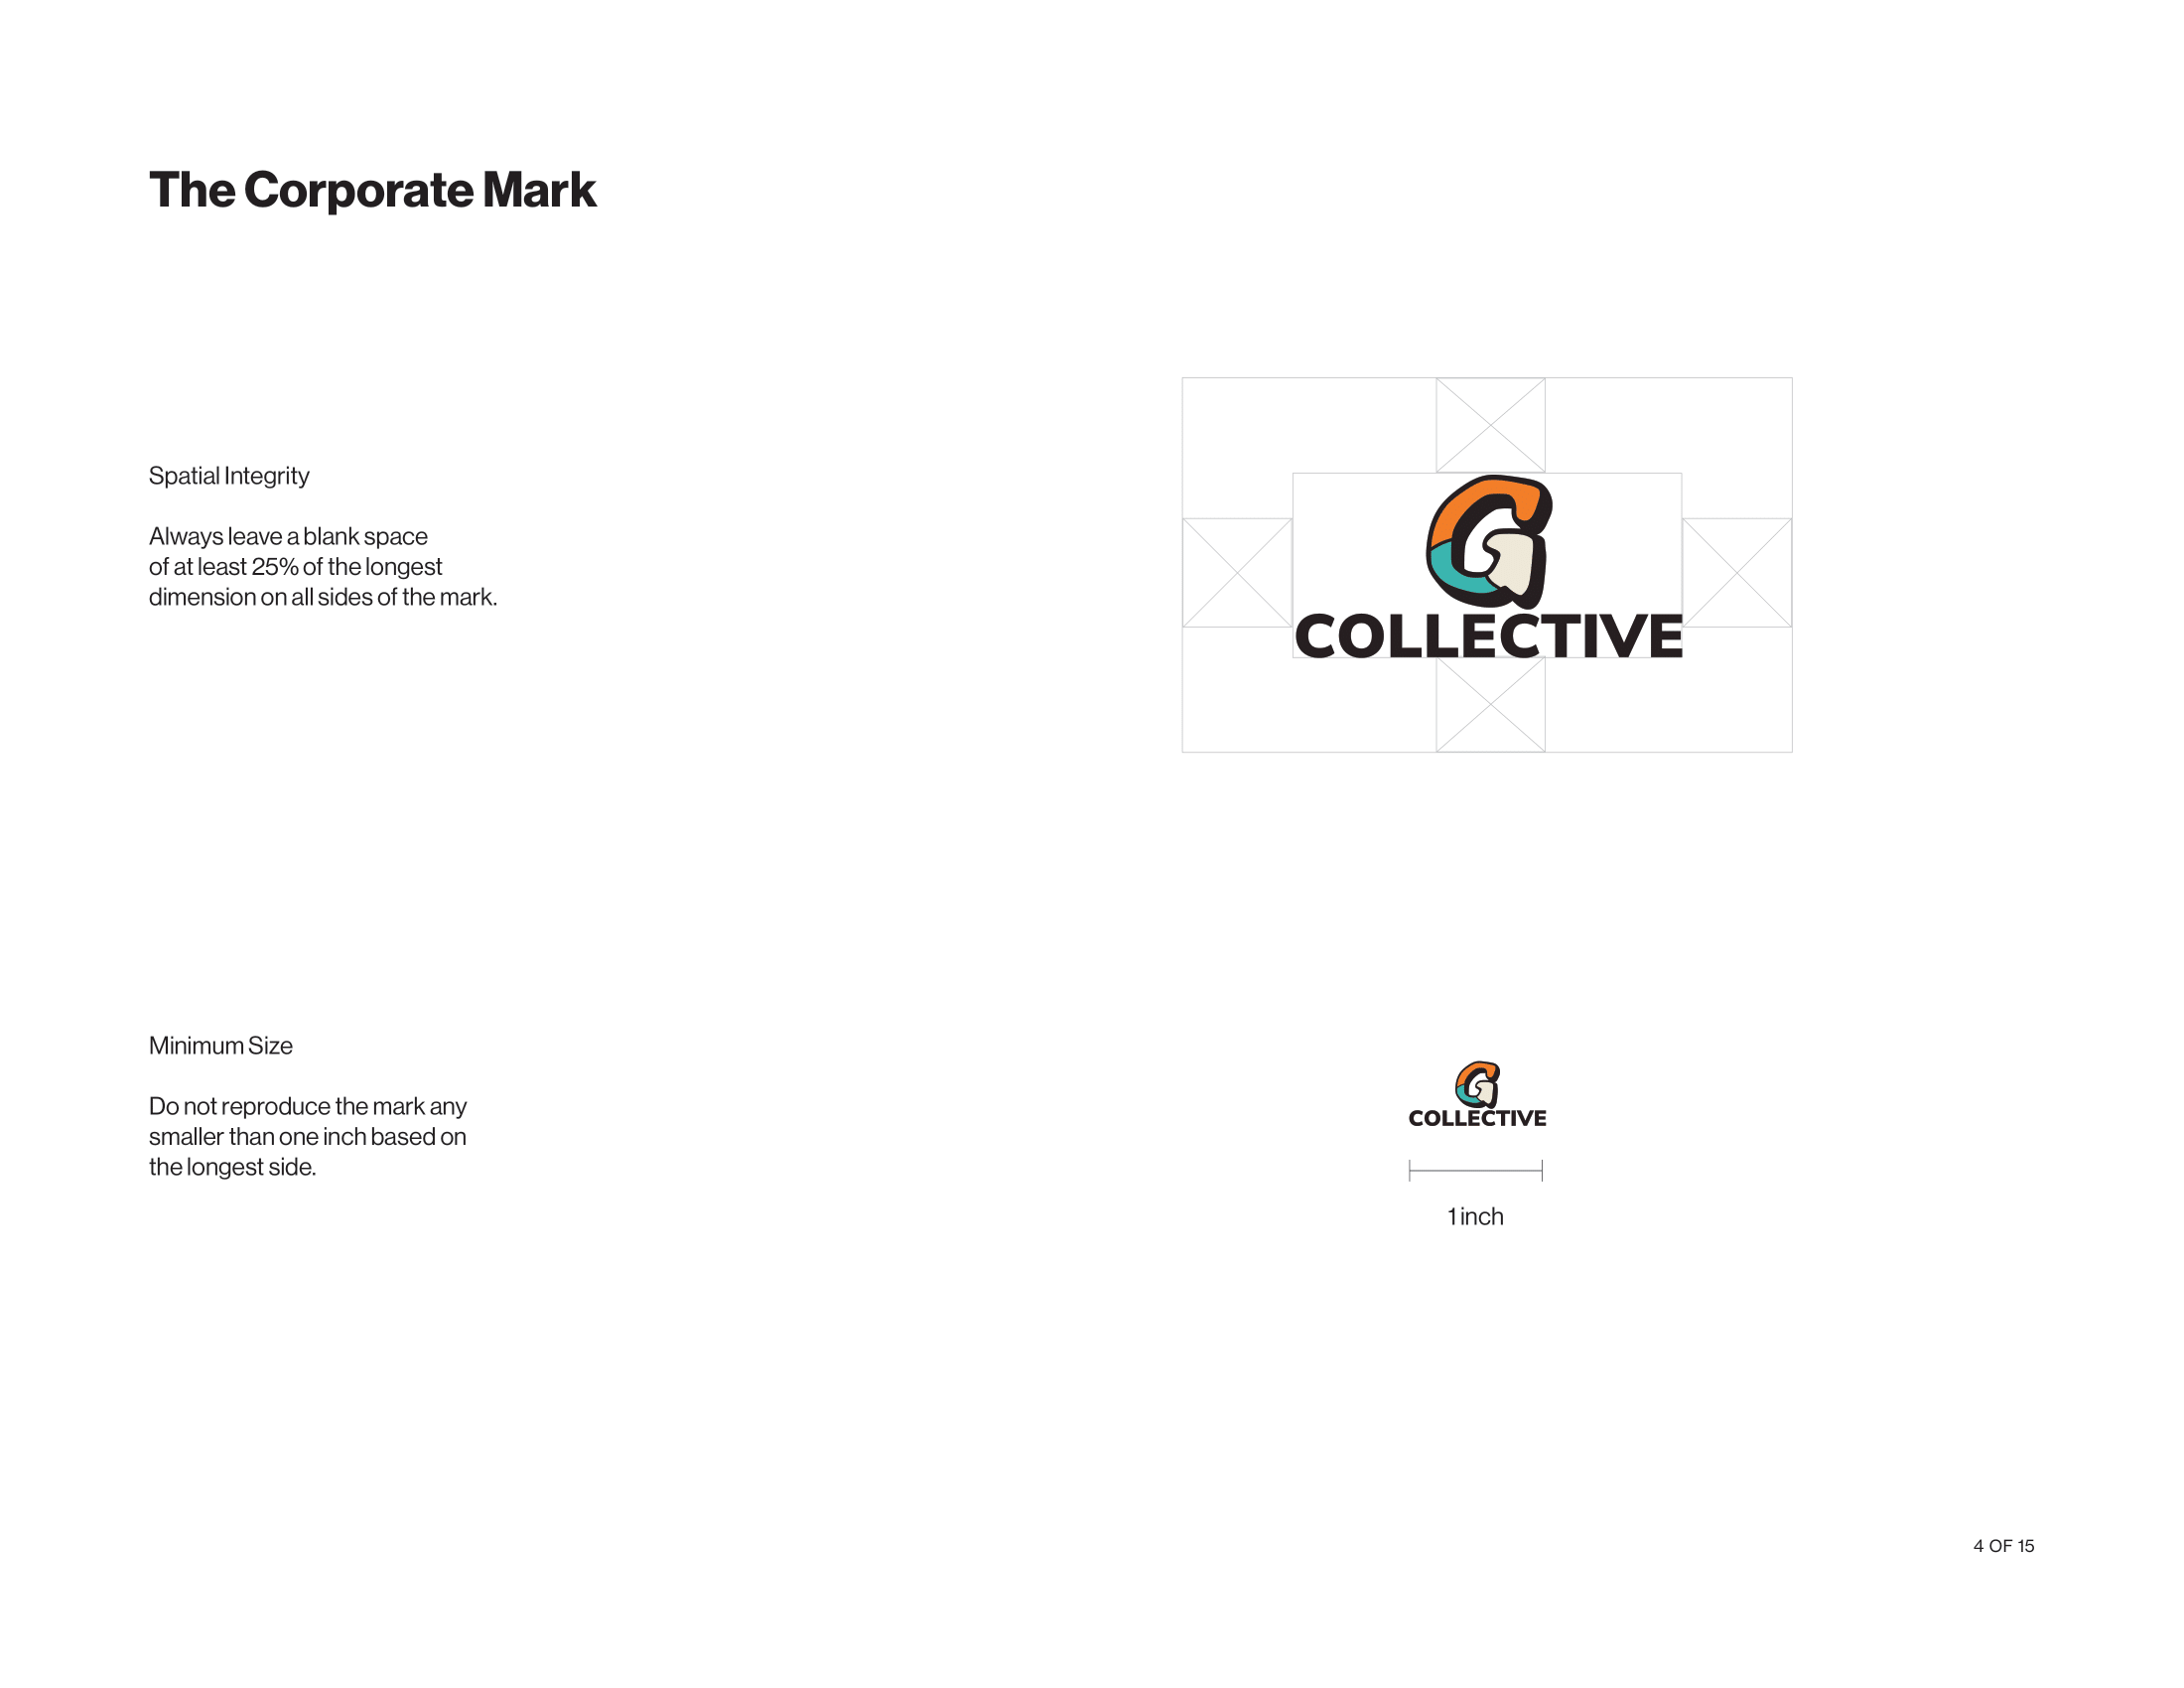 The Corporate Mark
Spatial Integrity
Always leave a blank space
of at least 25% of the longest
dimension on all sides of the mark.
G
COLLECTIVE
Minimum Size
Do not reproduce the mark any
smaller than one inch based on
the longest side.
G
COLLECTIVE
1 inch
4 OF 15